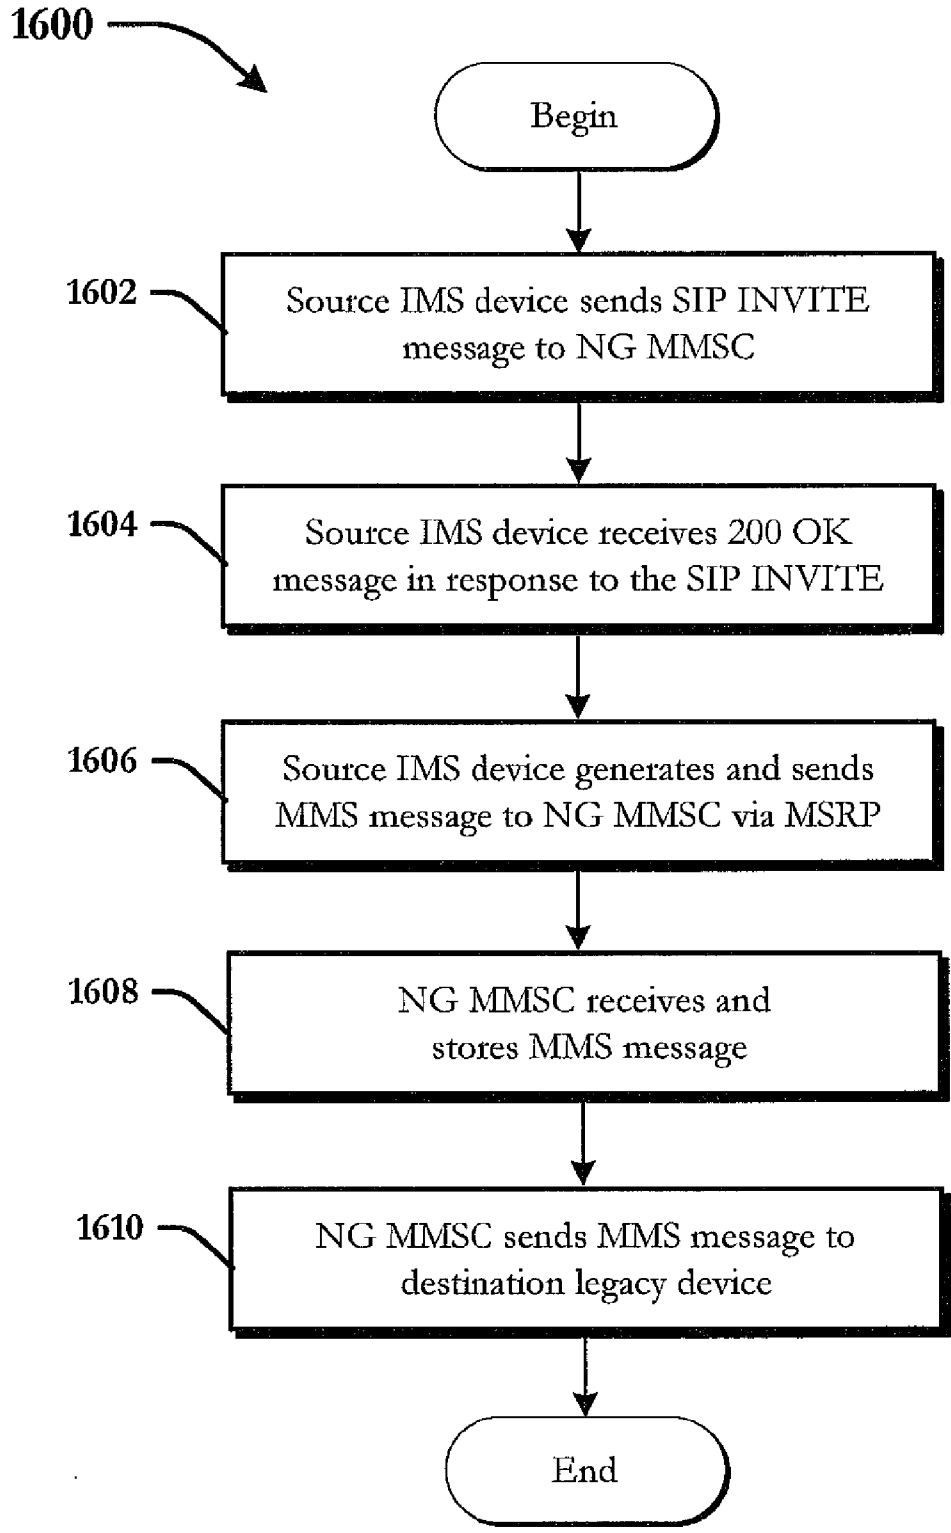 1600
Begin
1602
Source IMS device sends SIP INVITE
message to NG MMSC
1604
Source IMS device receives 200 OK
message in response to the SIP INVITE
1606
Source IMS device generates and sends
MMS message to NG MMSC via MSRP
1608
NG MMSC receives and
stores MMS message
1610
NG MMSC sends MMS message to
destination legacy device
End